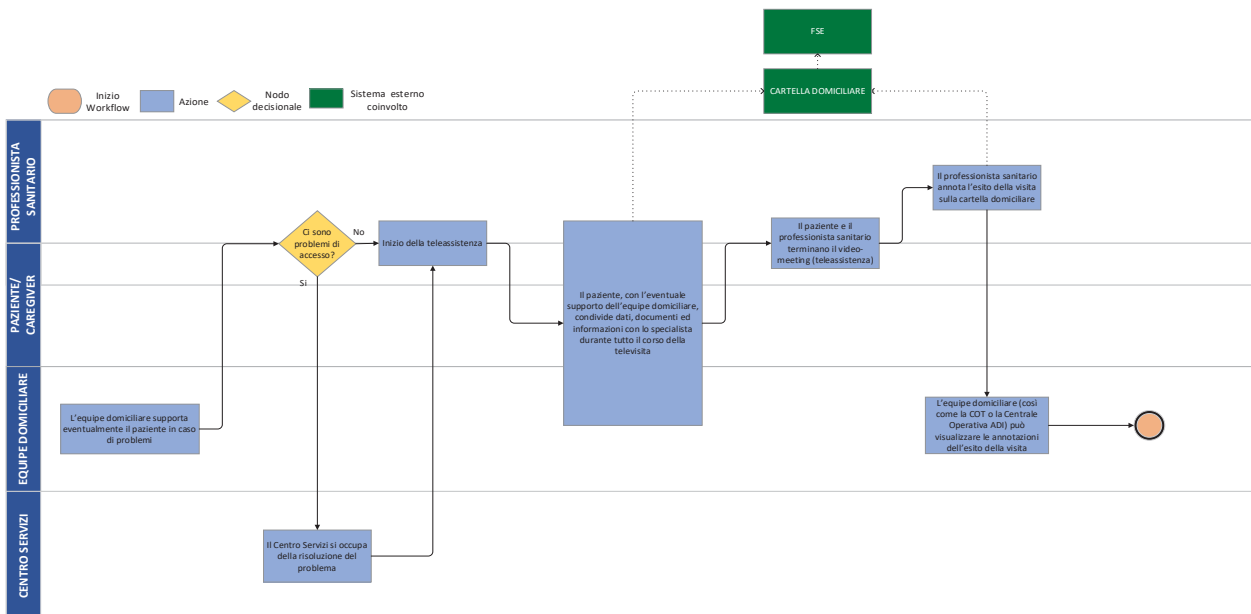 FSE
CARTELLA DOMICILIARE
Inizio
Workflow
Azione
Nodo
decisionale
Sistema esterno
coinvolto
PROFESSIONISTA
SANITARIO
Il professionista sanitario
annota l'esito della visita
sulla cartella domiciliare
Ci sono
problemi di
accesso?
No
Si
Inizio della teleassistenza
Il paziente e il
professionista sanitario
terminano il video-
meeting (teleassistenza)
PAZIENTE/
CAREGIVER
Il paziente, con l'eventuale
supporto dell'equipe domiciliare,
condivide dati, documenti ed
informazioni con lo specialista
durante tutto il corso della
televisita
EQUIPE DOMICILIARE
L'equipe domiciliare supporta
eventualmente il paziente in caso
di problemi
L'equipe domiciliare (così
come la COT o la Centrale
Operativa ADI) può
visualizzare le annotazioni
dell'esito della visita
CENTRO SERVIZI
Il Centro Servizi si occupa
della risoluzione del
problema